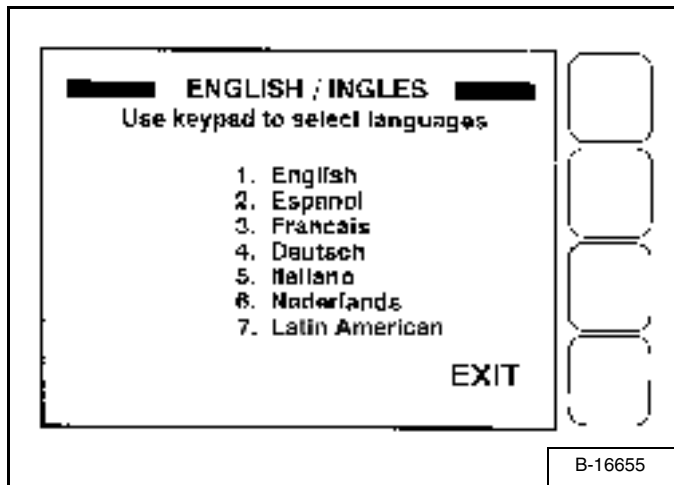 ENGLISH / INGLES
Use keypad to select languages
1. English
2. Espanol
3. Francais
4. Deutsch
5. Italiano
6. Nederlands
7. Latin American
EXIT
B-16655